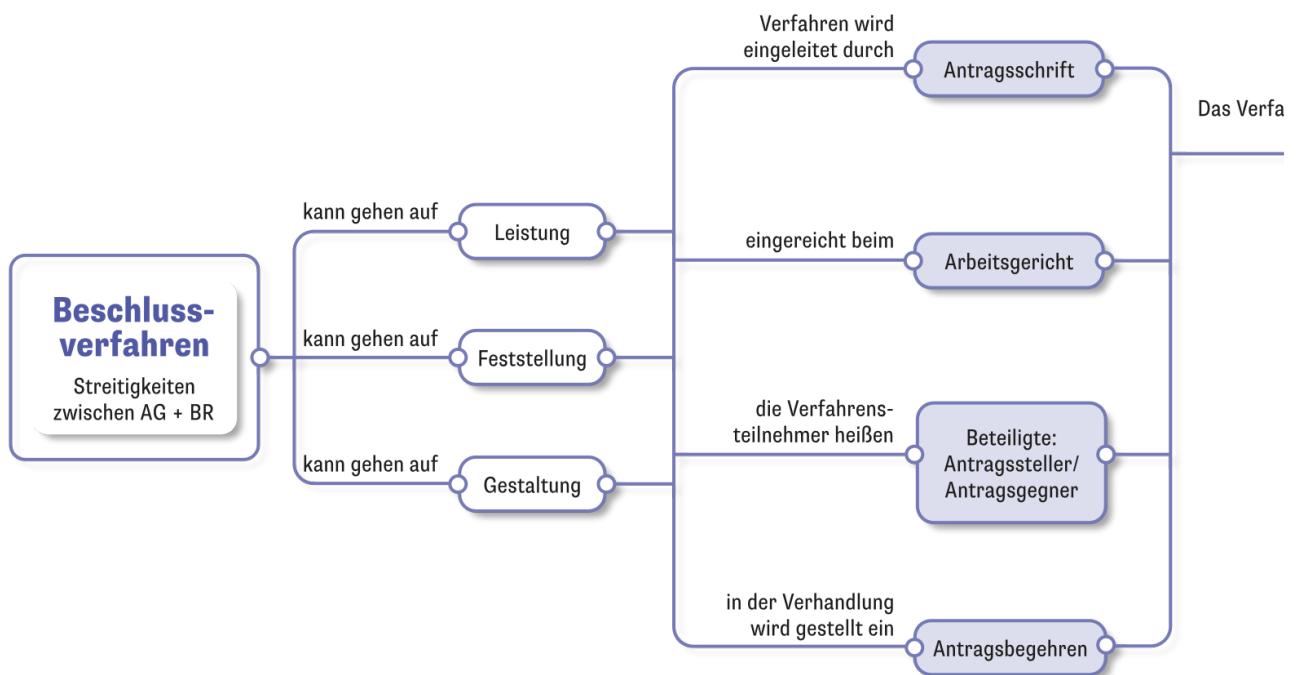 Verfahren wird
eingeleitet durch
Antragsschrift
Das Verfa
kann gehen auf
Leistung
eingereicht beim
Arbeitsgericht
Beschluss-
verfahren
Streitigkeiten
zwischen AG + BR
kann gehen auf
Feststellung
die Verfahrens-
teilnehmer heißen
Beteiligte:
Antragssteller/
Antragsgegner
kann gehen auf
Gestaltung
in der Verhandlung
wird gestellt ein
Antragsbegehren